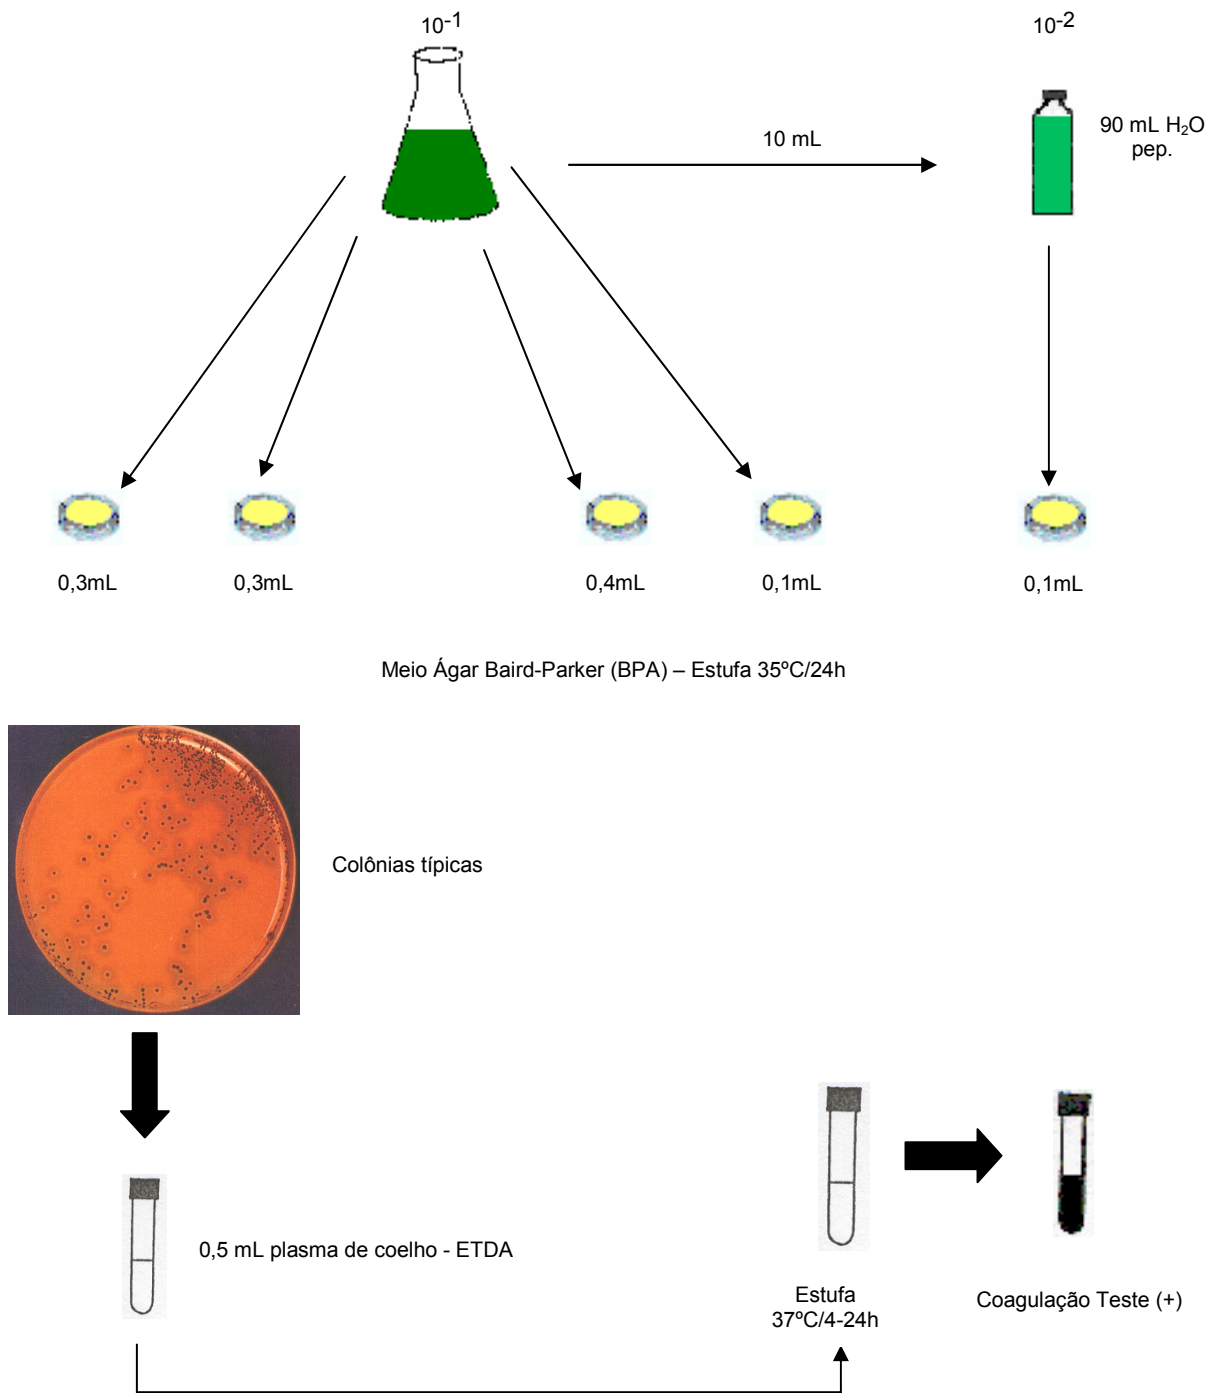 10-1
10-2
10 mL
90 mL H2O
pep.
0,3mL
0,3mL
0,4mL
0,1mL
0,1mL
Meio Ágar Baird-Parker (BPA) – Estufa 35ºC/24h
Colônias típicas
0,5 mL plasma de coelho - ETDA
Estufa
37ºC/4-24h
Coagulação Teste (+)